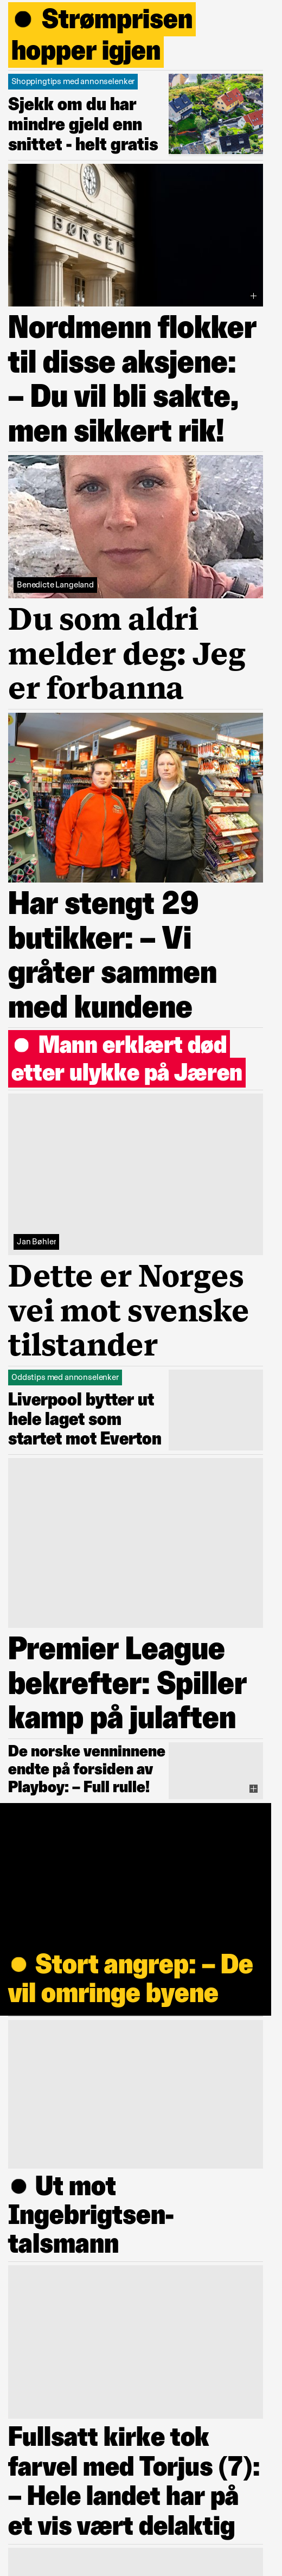 ● Strømprisen
hopper igjen
Shoppingtips med annonselenker
Sjekk om du har
mindre gjeld enn
snittet - helt gratis
BØRSEN
Nordmenn flokker
til disse aksjene:
– Du vil bli sakte,
men sikkert rik!
Benedicte Langeland
Du som aldri
melder deg: Jeg
er forbanna
Har stengt 29
butikker: – Vi
gråter sammen
med kundene
● Mann erklært død
etter ulykke på Jæren
Jan Bøhler
Dette er Norges
vei mot svenske
tilstander
Oddstips med annonselenker
Liverpool bytter ut
hele laget som
startet mot Everton
Premier League
bekrefter: Spiller
kamp på julaften
De norske venninnene
endte på forsiden av
Playboy: – Full rulle!
● Stort angrep: – De
vil omringe byene
● Ut mot
Ingebrigtsen-
talsmann
Fullsatt kirke tok
farvel med Torjus (7):
– Hele landet har på
et vis vært delaktig